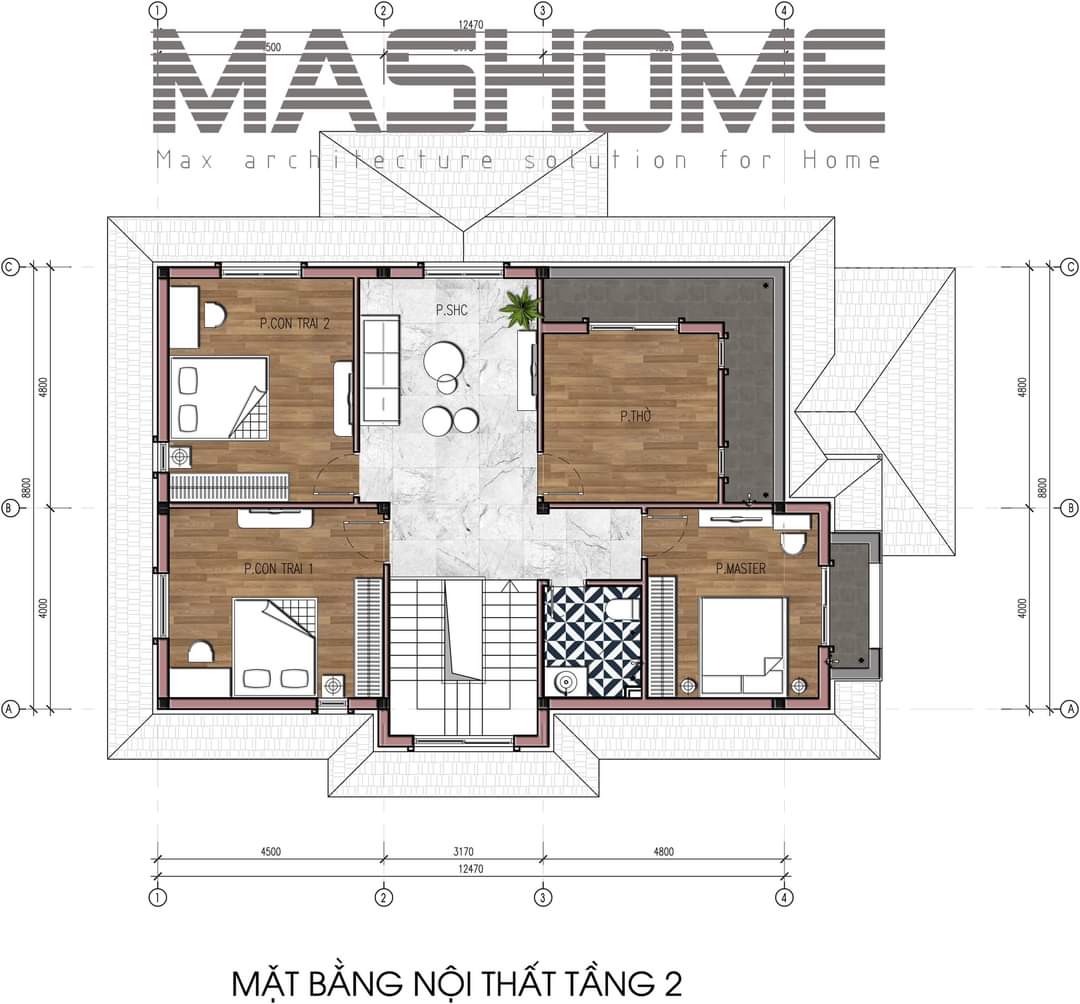 1 2 3 4
12470
4500 3170 4800
MASHOME
Max architecture solution for Home
C C
P.CON TRAI 2 P.SHC
4800 4800
P.THỜ
8800 8800
B B
P.CON TRAI 1 P.MASTER
4000 4000
A A
4500 3170 4800
12470
1 2 3 4
MẶT BẰNG NỘI THẤT TẦNG 2